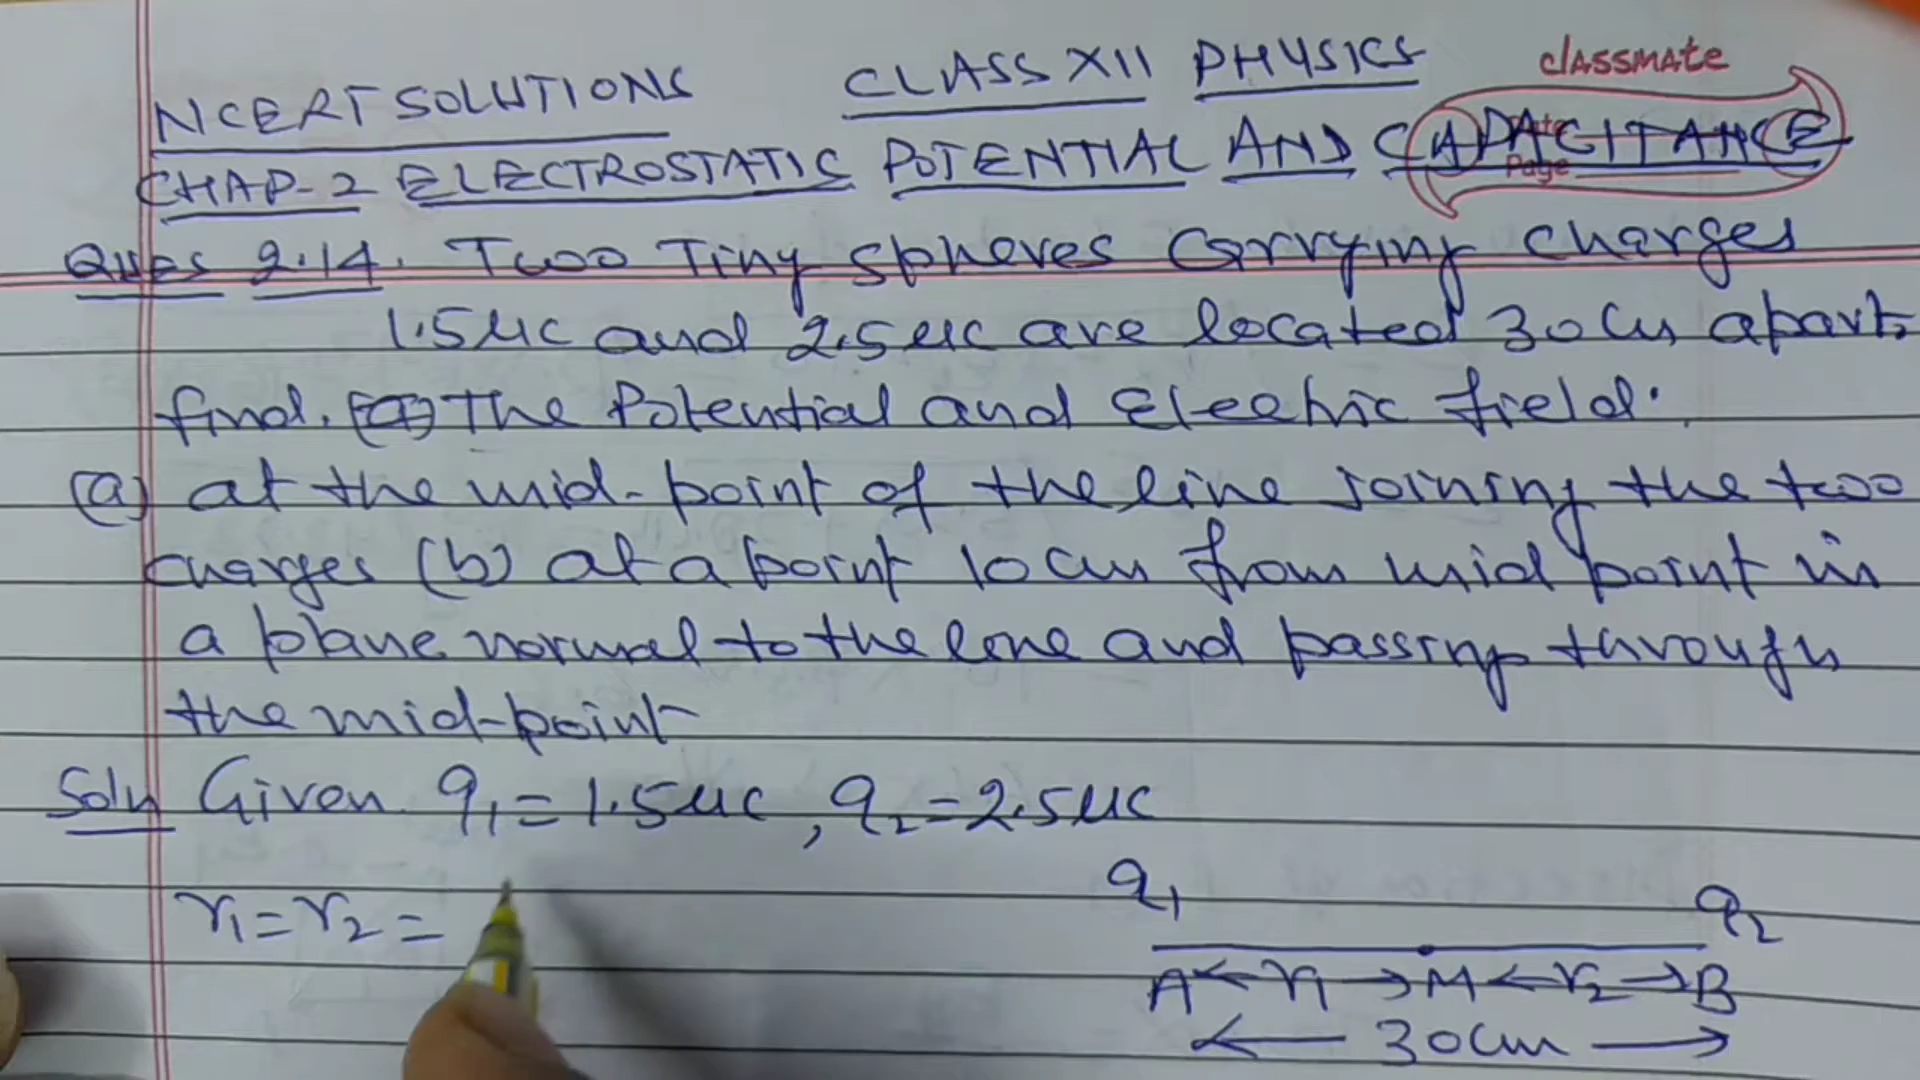 classmate
NCERT SOLUTIONS CLASS XII PHYSICS
CHAP-2 ELECTROSTATIC POTENTIAL AND CAPACITANCE
Date
Page
Ques 2.14. Two Tiny spheres carrying charges
1.5μC and 2.5μC are located 30 cm apart,
find. (a) The Potential and Electric field.
(a) at the mid-point of the line joining the two
charges (b) at a point 10 cm from mid point in
a plane normal to the line and passing through
the mid-point
Soln Given q₁ = 1.5μC, q₂ = 2.5μC
q₁ q₂
r₁ = r₂ =
A ← r₁ → M ← r₂ → B
← 30cm →